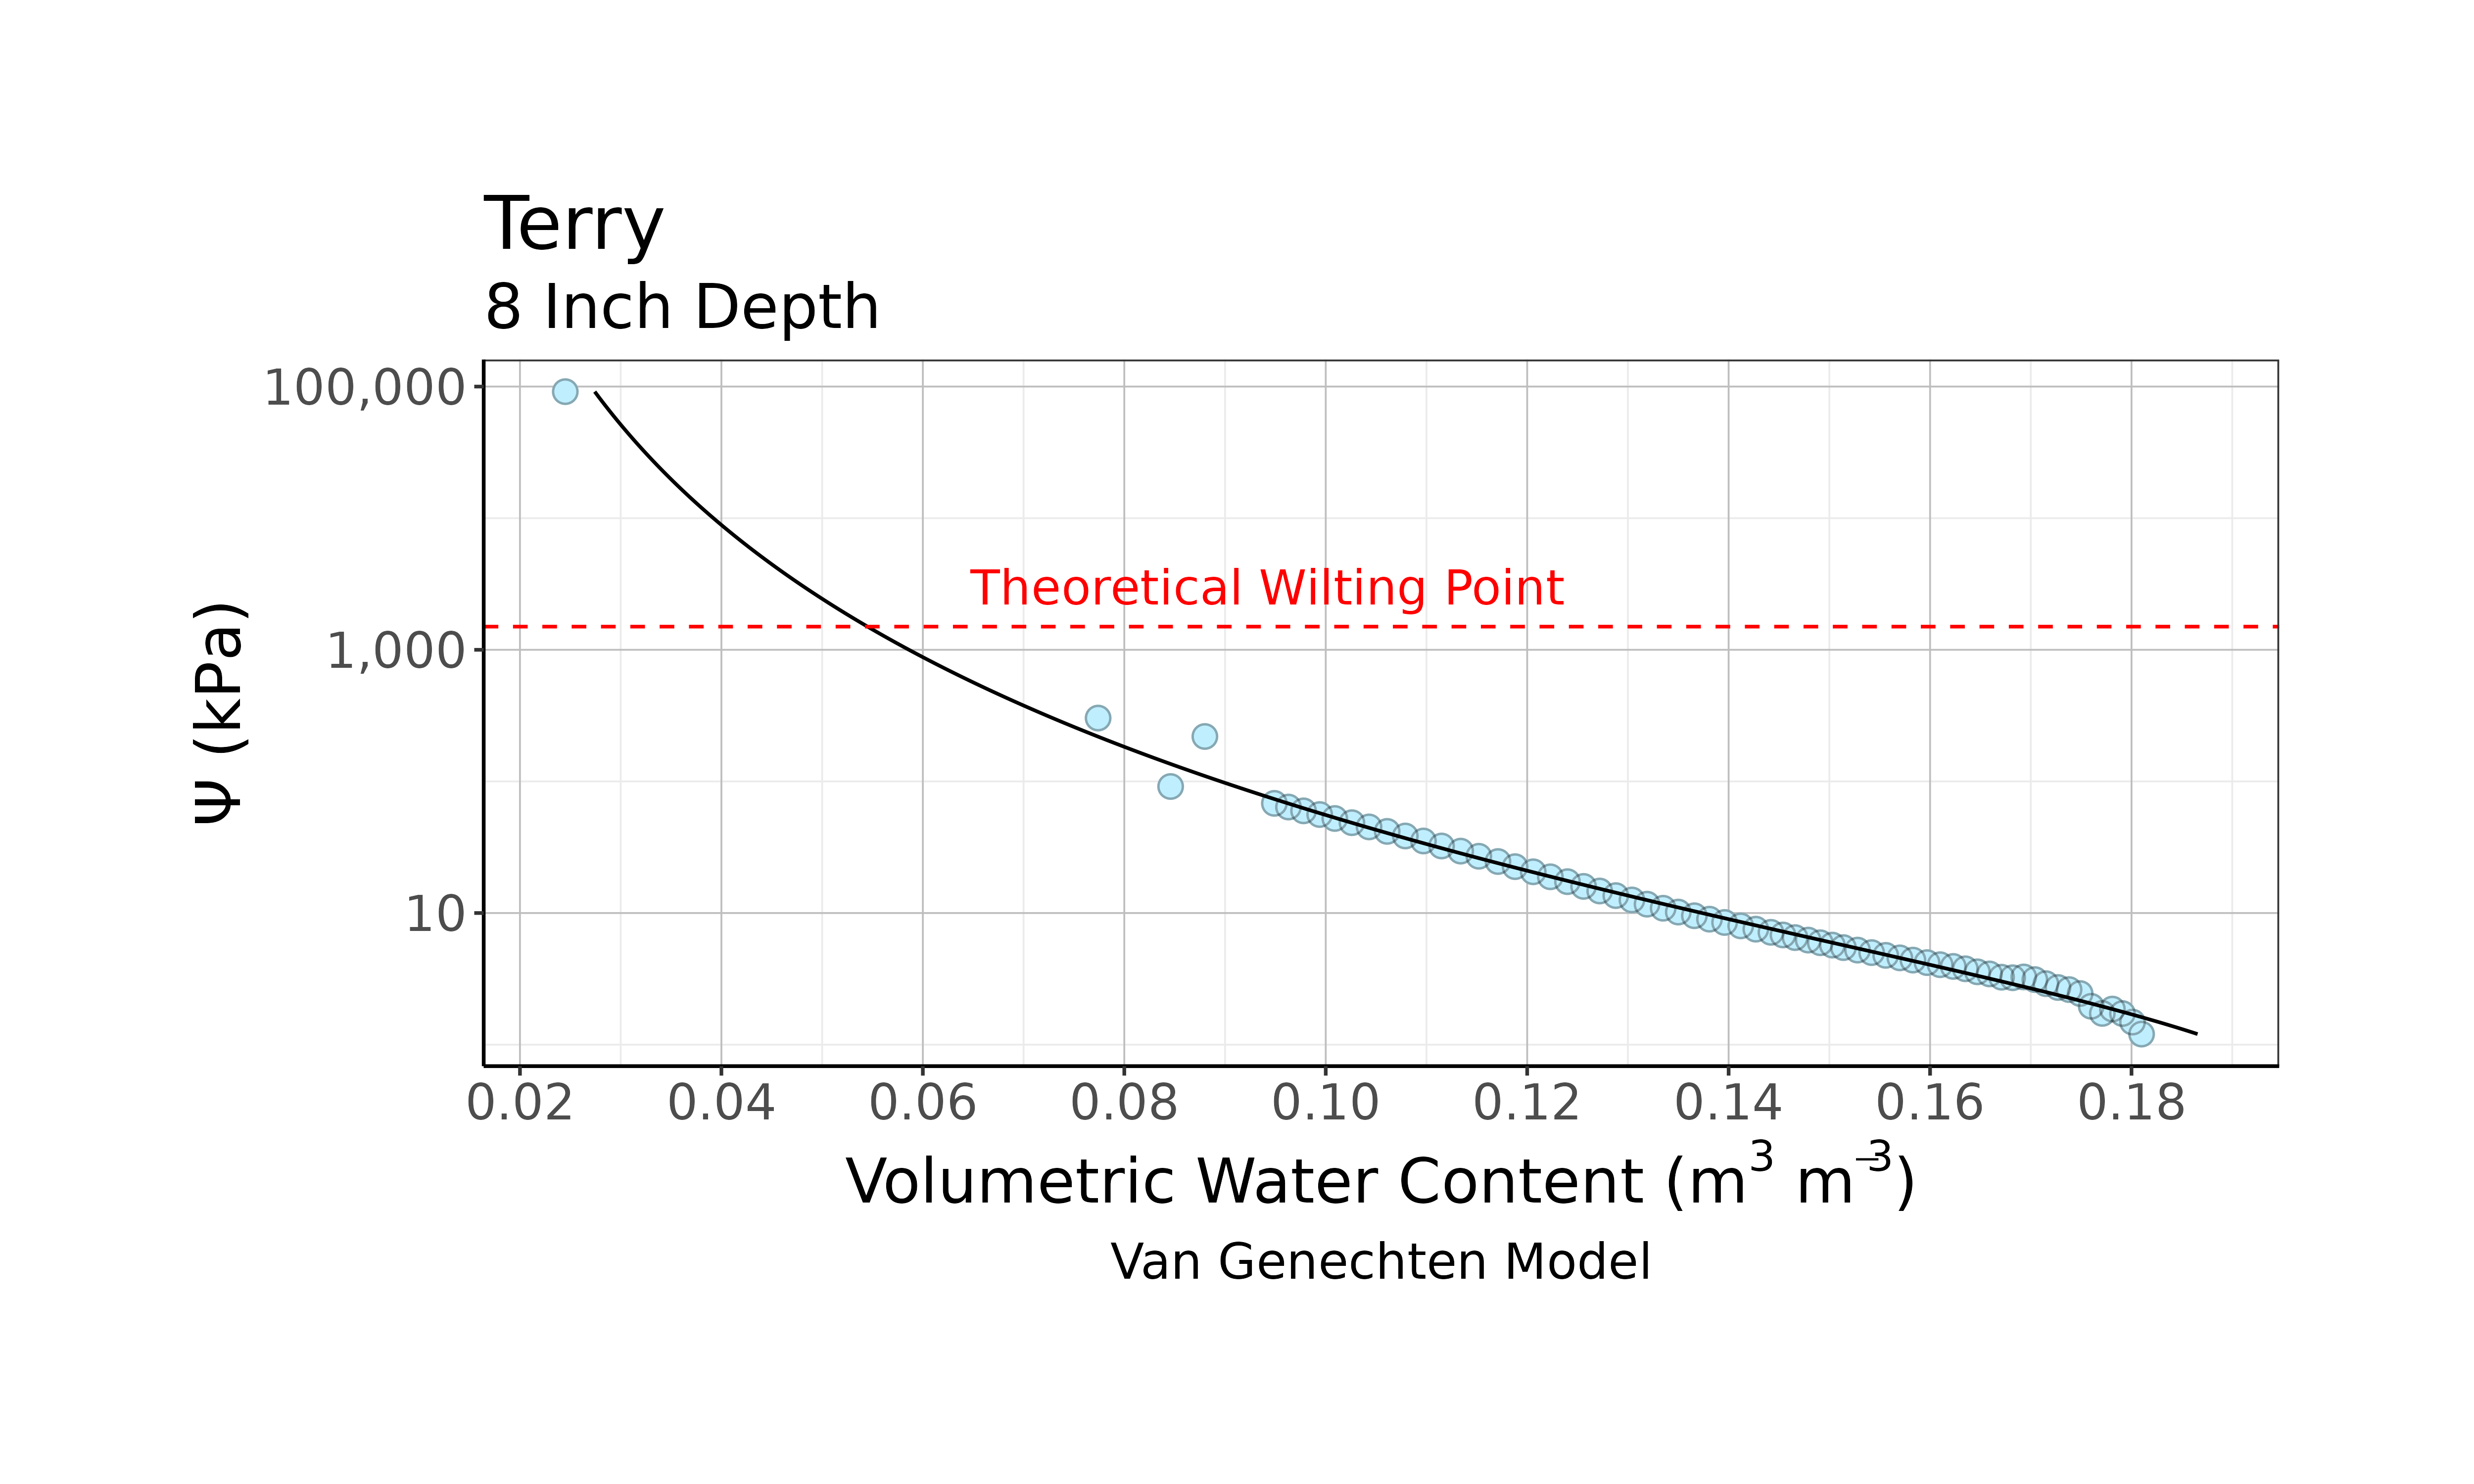 Terry
8 Inch Depth
100,000
1,000
10
Ψ (kPa)
Theoretical Wilting Point
0.02 0.04 0.06 0.08 0.10 0.12 0.14 0.16 0.18
Volumetric Water Content (m³ m⁻³)
Van Genechten Model